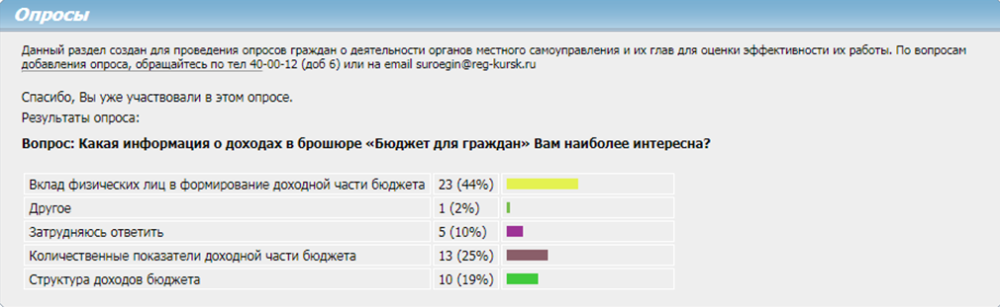 Опросы
Данный раздел создан для проведения опросов граждан о деятельности органов местного самоуправления и их глав для оценки эффективности их работы. По вопросам
добавления опроса, обращайтесь по тел 40-00-12 (доб 6) или на email suroegin@reg-kursk.ru
Спасибо, Вы уже участвовали в этом опросе.
Результаты опроса:
Вопрос: Какая информация о доходах в брошюре «Бюджет для граждан» Вам наиболее интересна?
Вклад физических лиц в формирование доходной части бюджета 23 (44%)
Другое 1 (2%)
Затрудняюсь ответить 5 (10%)
Количественные показатели доходной части бюджета 13 (25%)
Структура доходов бюджета 10 (19%)